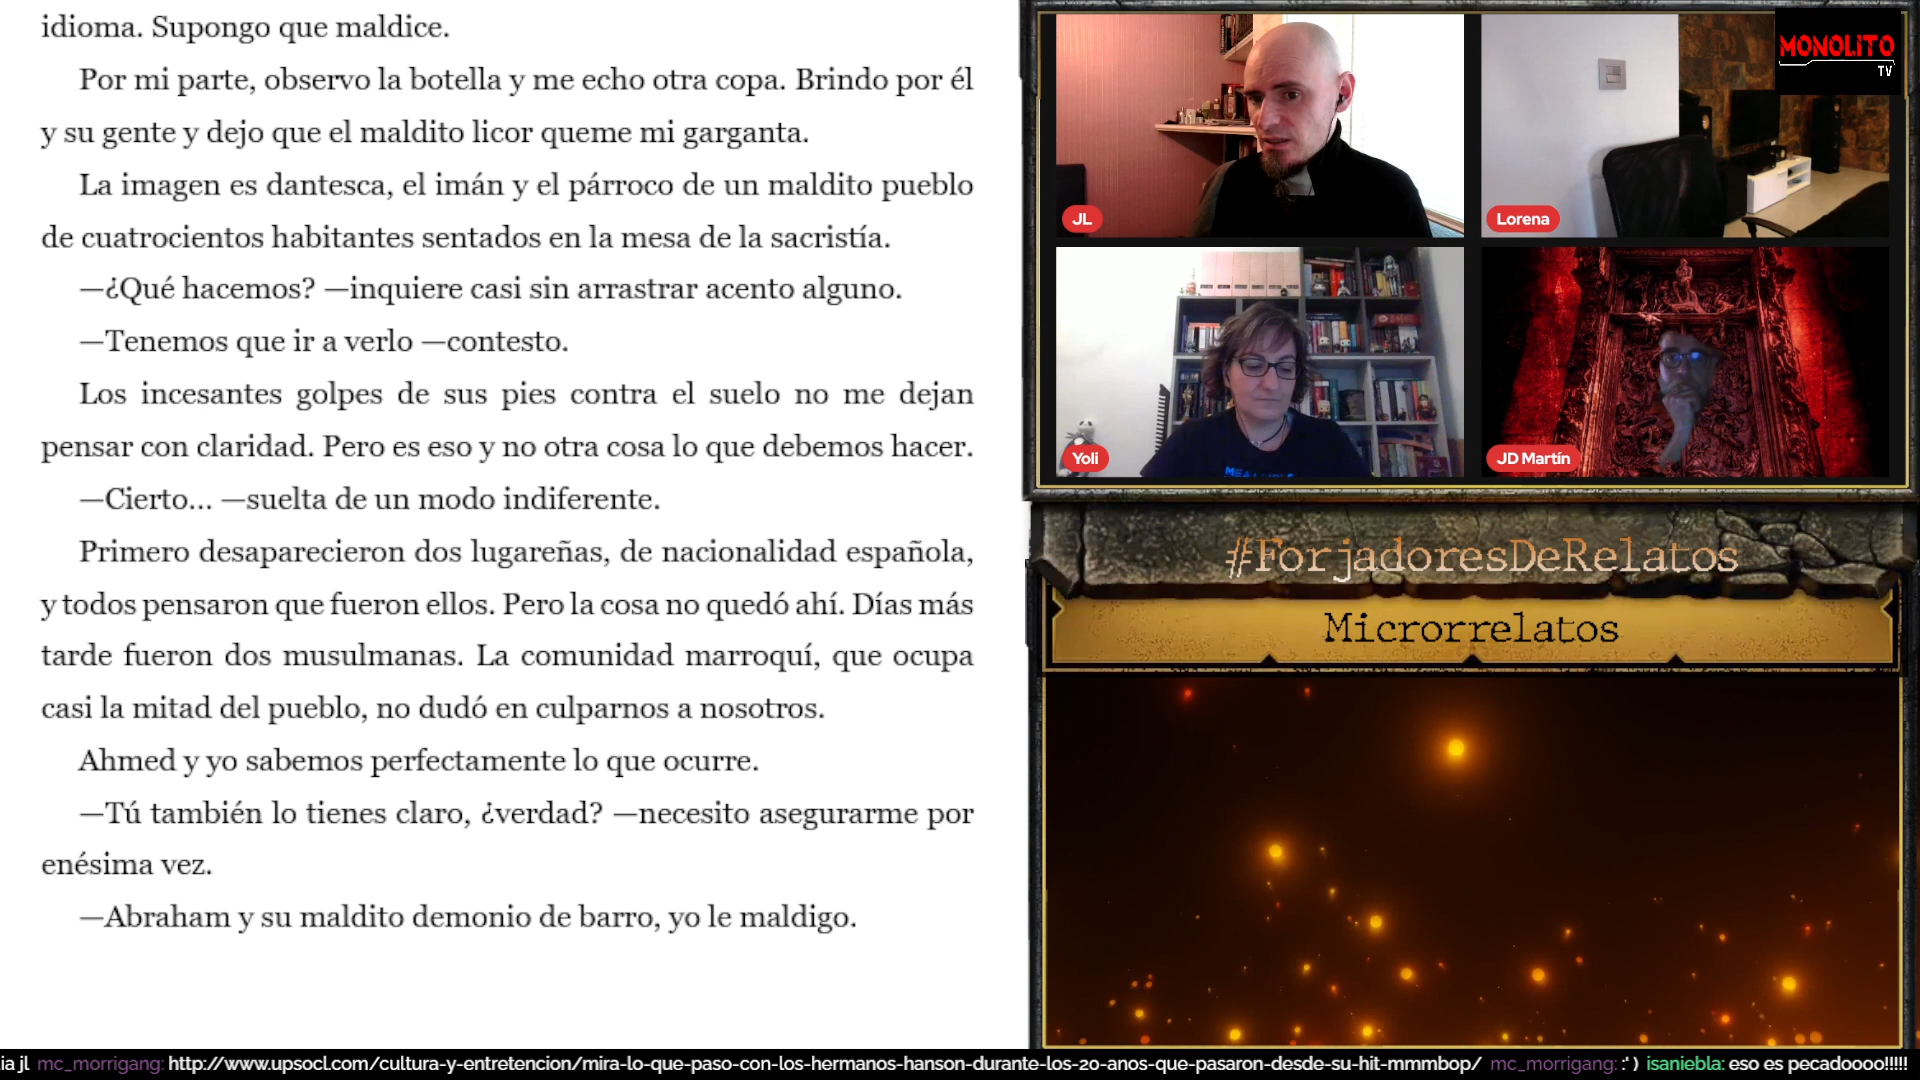 idioma. Supongo que maldice.
Por mi parte, observo la botella y me echo otra copa. Brindo por él
y su gente y dejo que el maldito licor queme mi garganta.
La imagen es dantesca, el imán y el párroco de un maldito pueblo
de cuatrocientos habitantes sentados en la mesa de la sacristía.
—¿Qué hacemos? —inquiere casi sin arrastrar acento alguno.
—Tenemos que ir a verlo —contesto.
Los incesantes golpes de sus pies contra el suelo no me dejan
pensar con claridad. Pero es eso y no otra cosa lo que debemos hacer.
—Cierto... —suelta de un modo indiferente.
Primero desaparecieron dos lugareñas, de nacionalidad española,
y todos pensaron que fueron ellos. Pero la cosa no quedó ahí. Días más
tarde fueron dos musulmanas. La comunidad marroquí, que ocupa
casi la mitad del pueblo, no dudó en culparnos a nosotros.
Ahmed y yo sabemos perfectamente lo que ocurre.
—Tú también lo tienes claro, ¿verdad? —necesito asegurarme por
enésima vez.
—Abraham y su maldito demonio de barro, yo le maldigo.
MONOLITO
TV
JL
Lorena
Yoli
JD Martín
#ForjadoresDeRelatos
Microrrelatos
ia jl mc_morrigang: http://www.upsocl.com/cultura-y-entretencion/mira-lo-que-paso-con-los-hermanos-hanson-durante-los-20-anos-que-pasaron-desde-su-hit-mmmbop/ mc_morrigang: :') isaniebla: eso es pecadoooo!!!!!